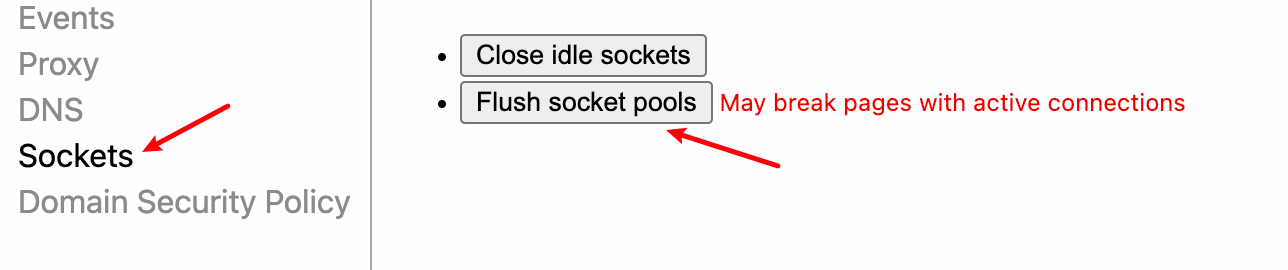 Events
Proxy
DNS
Sockets
Domain Security Policy
Close idle sockets
Flush socket pools May break pages with active connections